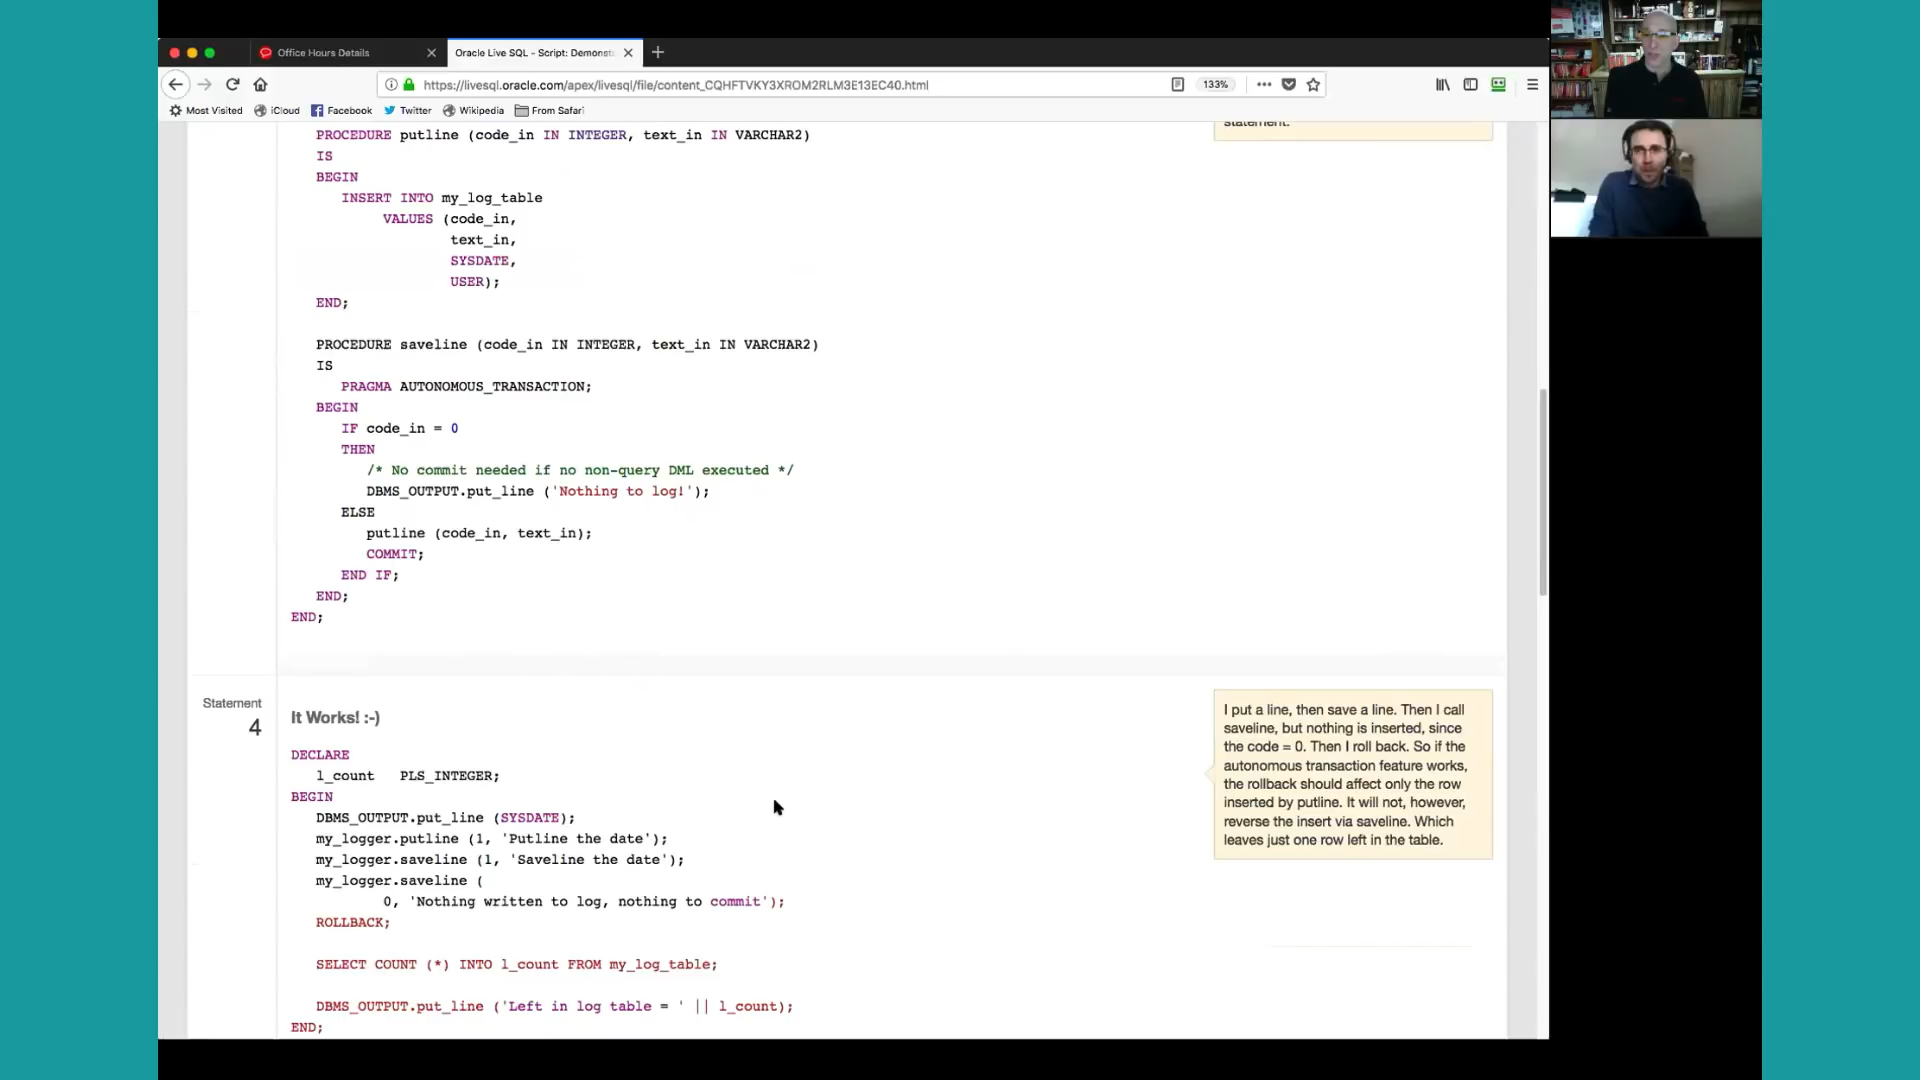 Office Hours Details
Oracle Live SQL - Script: Demonst
https://livesql.oracle.com/apex/livesql/file/content_CQHFTVKY3XROM2RLM3E13EC40.html
133%
Most Visited iCloud Facebook Twitter Wikipedia From Safari
statement.
PROCEDURE putline (code_in IN INTEGER, text_in IN VARCHAR2)
IS
BEGIN
INSERT INTO my_log_table
VALUES (code_in,
text_in,
SYSDATE,
USER);
END;
PROCEDURE saveline (code_in IN INTEGER, text_in IN VARCHAR2)
IS
PRAGMA AUTONOMOUS_TRANSACTION;
BEGIN
IF code_in = 0
THEN
/* No commit needed if no non-query DML executed */
DBMS_OUTPUT.put_line ('Nothing to log!');
ELSE
putline (code_in, text_in);
COMMIT;
END IF;
END;
END;
Statement
4
It Works! :-)
DECLARE
l_count PLS_INTEGER;
BEGIN
DBMS_OUTPUT.put_line (SYSDATE);
my_logger.putline (1, 'Putline the date');
my_logger.saveline (1, 'Saveline the date');
my_logger.saveline (
0, 'Nothing written to log, nothing to commit');
ROLLBACK;
SELECT COUNT (*) INTO l_count FROM my_log_table;
DBMS_OUTPUT.put_line ('Left in log table = ' || l_count);
END;
I put a line, then save a line. Then I call
saveline, but nothing is inserted, since
the code = 0. Then I roll back. So if the
autonomous transaction feature works,
the rollback should affect only the row
inserted by putline. It will not, however,
reverse the insert via saveline. Which
leaves just one row left in the table.